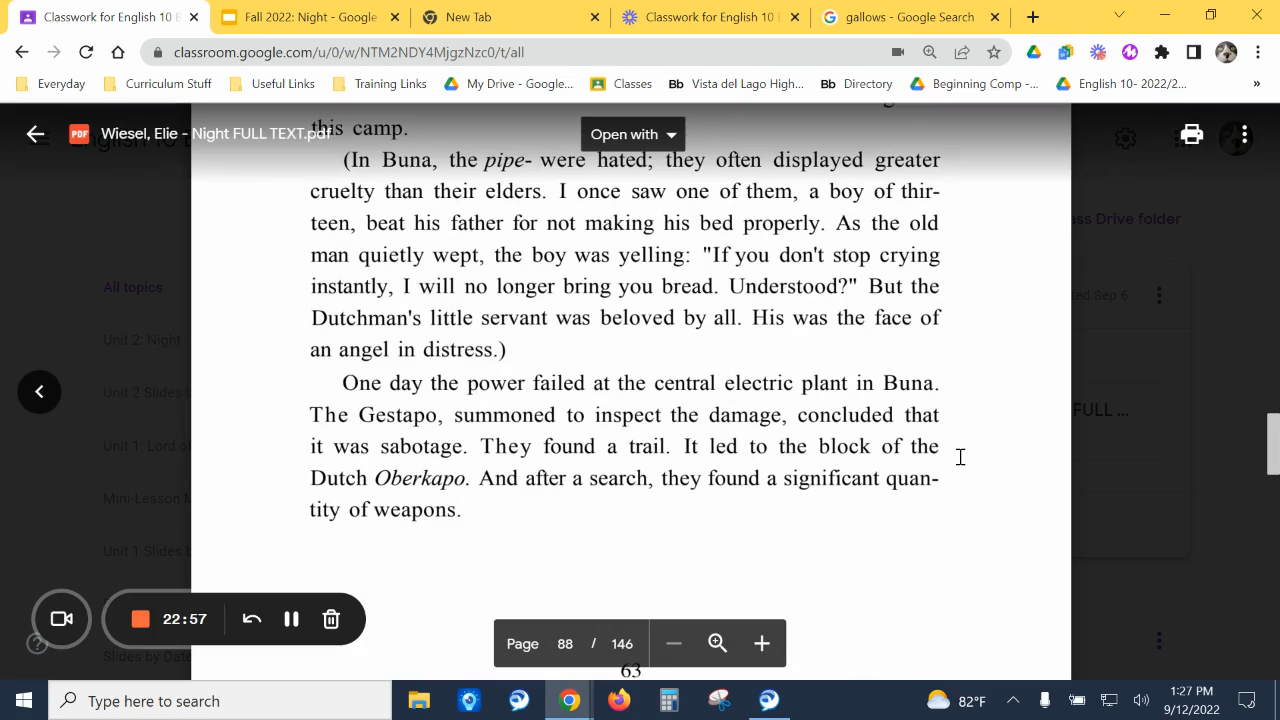 Classwork for English 10 E
Fall 2022: Night - Google
New Tab
Classwork for English 10 E
gallows - Google Search
classroom.google.com/u/0/w/NTM2NDY4MjgzNzc0/t/all
Everyday
Curriculum Stuff
Useful Links
Training Links
My Drive - Google...
Classes
Bb Vista del Lago High...
Bb Directory
Beginning Comp -...
English 10- 2022/2...
»
this camp.
PDF Wiesel, Elie - Night FULL TEXT.pdf
Open with
(In Buna, the pipe- were hated; they often displayed greater
cruelty than their elders. I once saw one of them, a boy of thir-
teen, beat his father for not making his bed properly. As the old
man quietly wept, the boy was yelling: "If you don't stop crying
instantly, I will no longer bring you bread. Understood?" But the
Dutchman's little servant was beloved by all. His was the face of
an angel in distress.)
One day the power failed at the central electric plant in Buna.
The Gestapo, summoned to inspect the damage, concluded that
it was sabotage. They found a trail. It led to the block of the
Dutch Oberkapo. And after a search, they found a significant quan-
tity of weapons.
63
All topics
Unit 2: Night
Unit 2 Slides
Unit 1: Lord o
Mini-Lesson M
Unit 1 Slides b
Slides by Date
ass Drive folder
ed Sep 6
FULL ...
22:57
Page 88 / 146
Type here to search
82°F
1:27 PM
9/12/2022